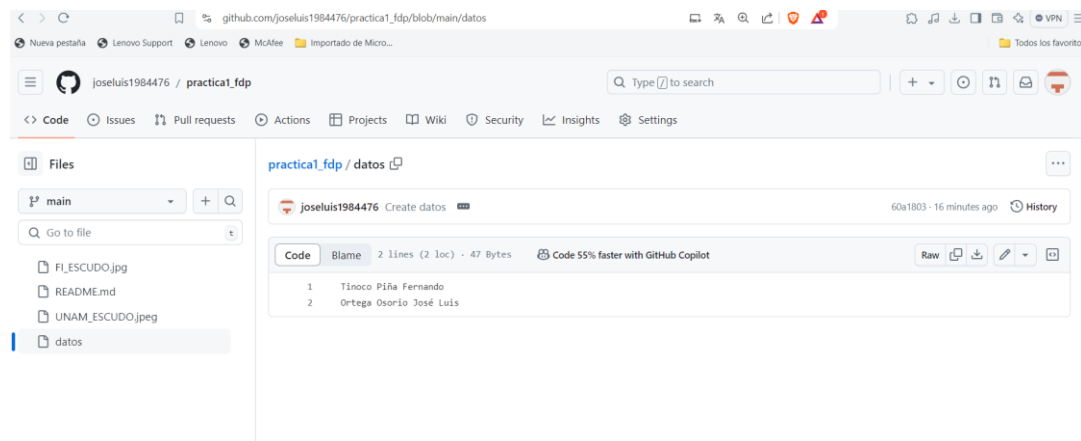 github.com/joseluis1984476/practica1_fdp/blob/main/datos
VPN
Nueva pestaña Lenovo Support Lenovo McAfee Importado de Micro...
Todos los favorito
joseluis1984476 / practica1_fdp
Type / to search
Code Issues Pull requests Actions Projects Wiki Security Insights Settings
Files
practica1_fdp / datos
main
joseluis1984476 Create datos
60a1803 · 16 minutes ago History
Go to file t
Code Blame 2 lines (2 loc) · 47 Bytes Code 55% faster with GitHub Copilot
Raw
FI_ESCUDO.jpg
README.md
UNAM_ESCUDO.jpeg
datos
1 Tinoco Piña Fernando
2 Ortega Osorio José Luis